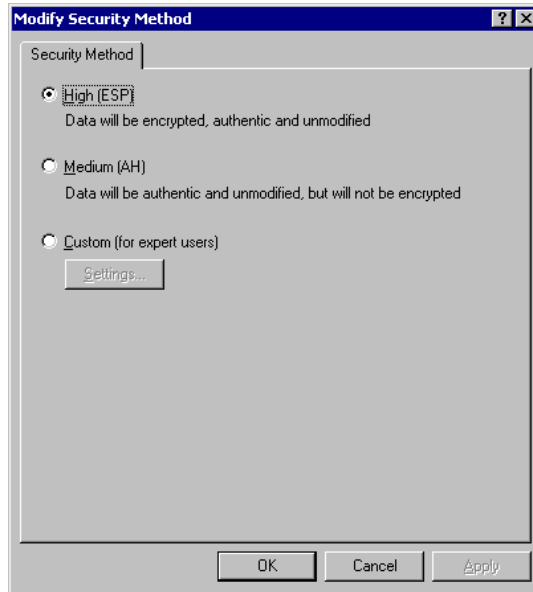 Modify Security Method
Security Method
High (ESP)
Data will be encrypted, authentic and unmodified
Medium (AH)
Data will be authentic and unmodified, but will not be encrypted
Custom (for expert users)
Settings...
OK Cancel Apply